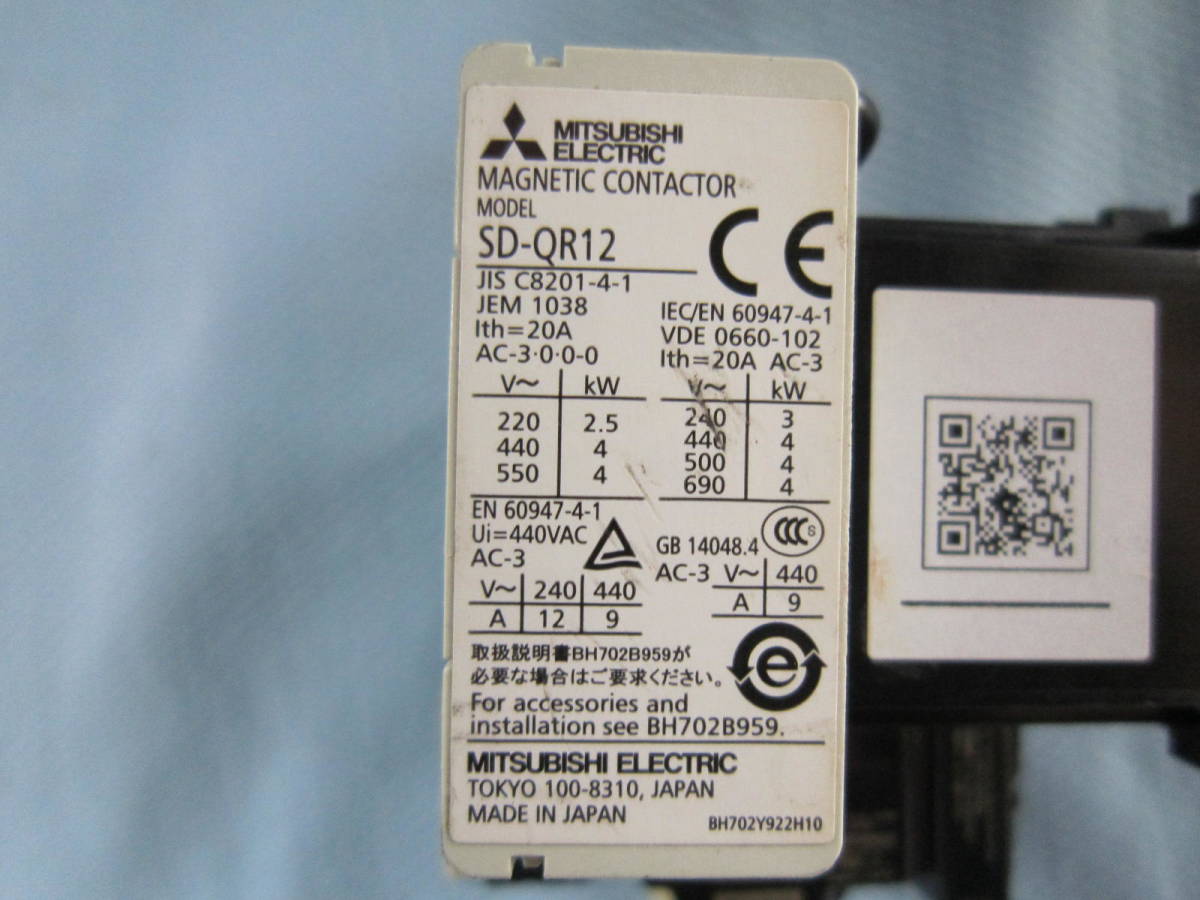 MITSUBISHI
ELECTRIC
MAGNETIC CONTACTOR
MODEL
SD-QR12
CE
JIS C8201-4-1
JEM 1038
Ith=20A
AC-3·0·0-0
V~ kW
220 2.5
440 4
550 4
IEC/EN 60947-4-1
VDE 0660-102
Ith=20A AC-3
V~ kW
240 3
440 4
500 4
690 4
EN 60947-4-1
Ui=440VAC
AC-3
V~ 240 440
A 12 9
CCC S
GB 14048.4
AC-3 V~ 440
A 9
取扱説明書BH702B959が
必要な場合はご要求ください。
e
For accessories and
installation see BH702B959.
MITSUBISHI ELECTRIC
TOKYO 100-8310, JAPAN
MADE IN JAPAN
BH702Y922H10